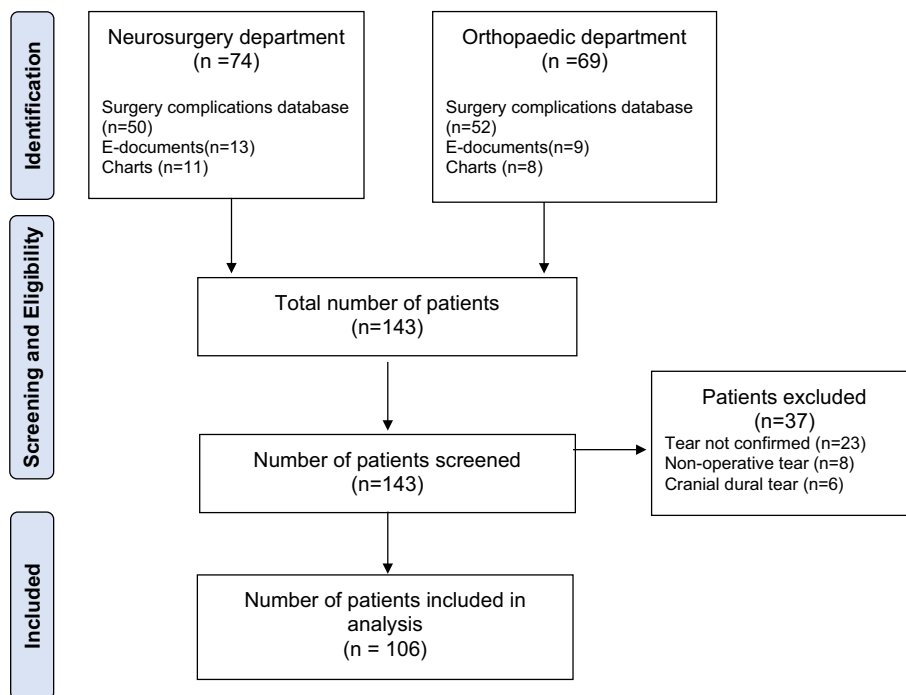 Identification
Neurosurgery department
(n =74)
Surgery complications database
(n=50)
E-documents(n=13)
Charts (n=11)
Orthopaedic department
(n =69)
Surgery complications database
(n=52)
E-documents(n=9)
Charts (n=8)
Screening and Eligibility
Total number of patients
(n=143)
Number of patients screened
(n=143)
Patients excluded
(n=37)
Tear not confirmed (n=23)
Non-operative tear (n=8)
Cranial dural tear (n=6)
Included
Number of patients included in
analysis
(n = 106)